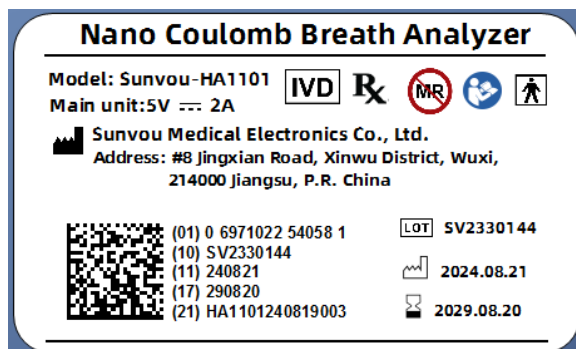 Nano Coulomb Breath Analyzer
Model: Sunvou-HA1101
Main unit:5V ⎓ 2A
IVD Rx MR
Sunvou Medical Electronics Co., Ltd.
Address: #8 Jingxian Road, Xinwu District, Wuxi,
214000 Jiangsu, P.R. China
(01) 0 6971022 54058 1
(10) SV2330144
(11) 240821
(17) 290820
(21) HA1101240819003
LOT SV2330144
2024.08.21
2029.08.20